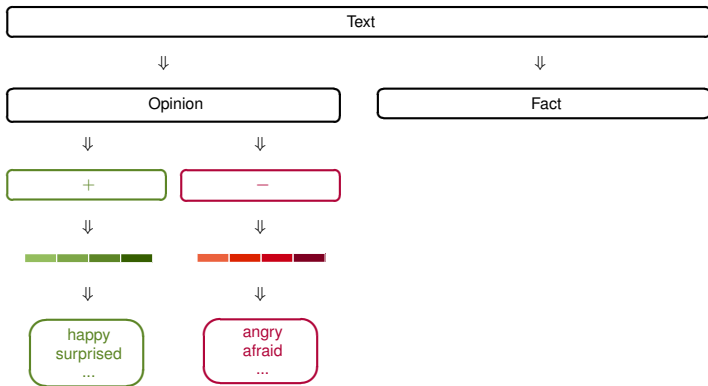 Text
⇓ ⇓
Opinion Fact
⇓ ⇓
+ −
⇓ ⇓
⇓ ⇓
happy angry
surprised afraid
... ...